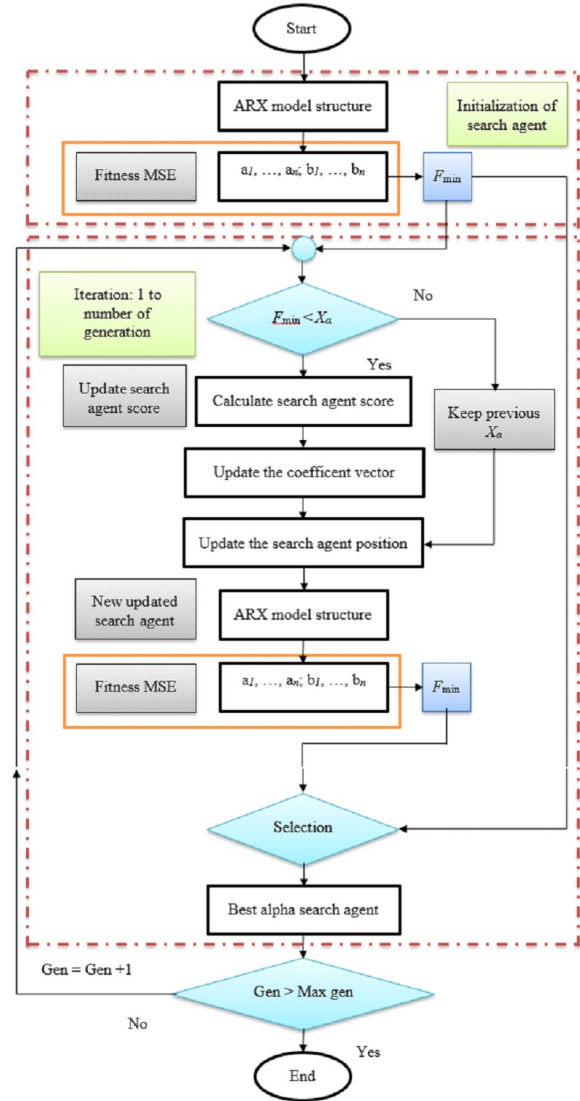 Start
ARX model structure
Initialization of
search agent
Fitness MSE
a1, ..., an; b1, ..., bn
Fmin
Iteration: 1 to
number of
generation
Fmin < Xα
No
Yes
Update search
agent score
Calculate search agent score
Keep previous
Xα
Update the coefficent vector
Update the search agent position
New updated
search agent
ARX model structure
Fitness MSE
a1, ..., an; b1, ..., bn
Fmin
Selection
Best alpha search agent
Gen = Gen +1
Gen > Max gen
No
Yes
End